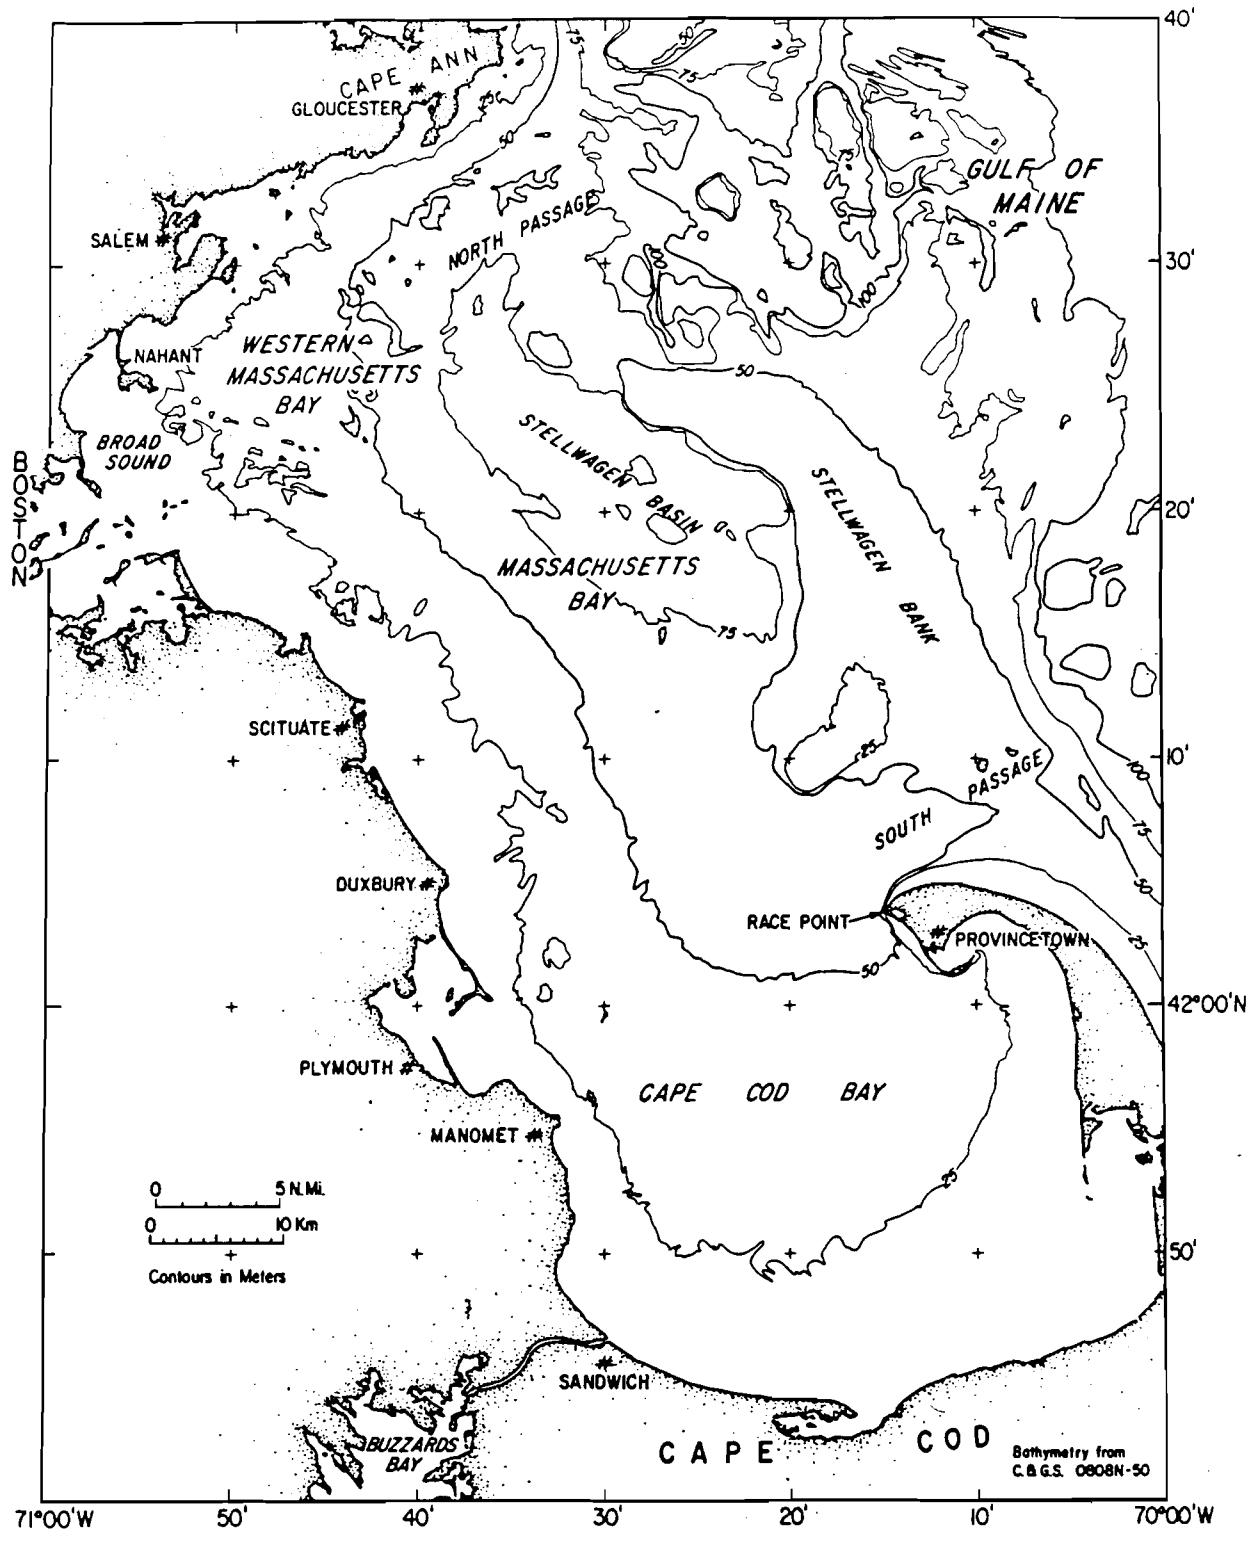 40'
75
50
75
CAPE ANN
GLOUCESTER
25
50
75
GULF OF
MAINE
NORTH PASSAGE
SALEM
100
30'
100
WESTERN
MASSACHUSETTS
BAY
NAHANT
50
BROAD
SOUND
STELLWAGEN
BASIN
STELLWAGEN
BANK
BOSTON
20'
MASSACHUSETTS
BAY
75
SCITUATE
25
10'
SOUTH PASSAGE
100
75
50
25
DUXBURY
RACE POINT
PROVINCETOWN
50
42°00'N
PLYMOUTH
CAPE COD BAY
MANOMET
25
0 5 N. Mi.
0 10 Km
Contours in Meters
50'
SANDWICH
BUZZARDS
BAY
CAPE COD
Bathymetry from
C.&G.S. 0808N-50
71°00'W 50' 40' 30' 20' 10' 70°00'W